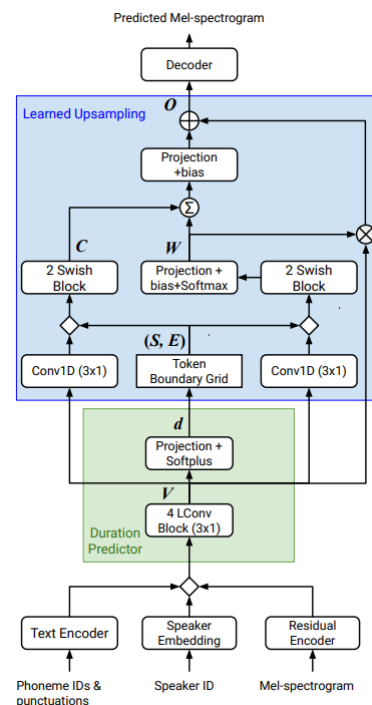 Predicted Mel-spectrogram
Decoder
Learned Upsampling
O
Projection
+bias
Σ
C
W
2 Swish
Block
Projection +
bias+Softmax
2 Swish
Block
(S, E)
Conv1D (3x1)
Token
Boundary Grid
Conv1D (3x1)
d
Projection +
Softplus
V
4 LConv
Block (3x1)
Duration
Predictor
Text Encoder
Speaker
Embedding
Residual
Encoder
Phoneme IDs &
punctuations
Speaker ID
Mel-spectrogram